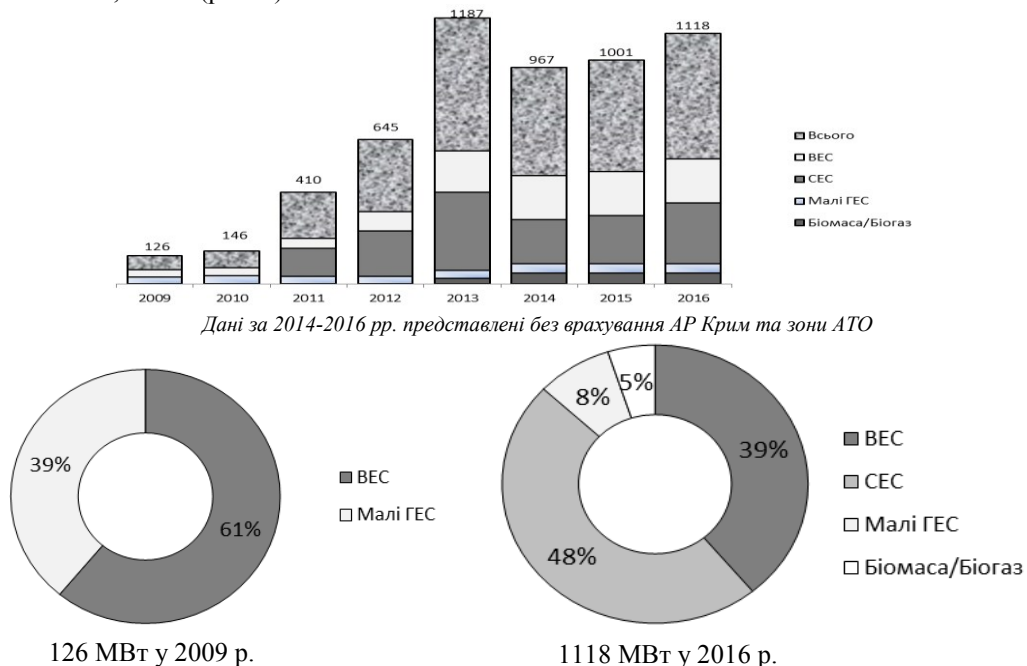 1187
967
1001
1118
645
410
126
146
Всього
ВЕС
СЕС
Малі ГЕС
Біомаса/Біогаз
2009 2010 2011 2012 2013 2014 2015 2016
Дані за 2014-2016 рр. представлені без врахування АР Крим та зони АТО
39%
61%
ВЕС
Малі ГЕС
126 МВт у 2009 р.
8%
5%
39%
48%
ВЕС
СЕС
Малі ГЕС
Біомаса/Біогаз
1118 МВт у 2016 р.